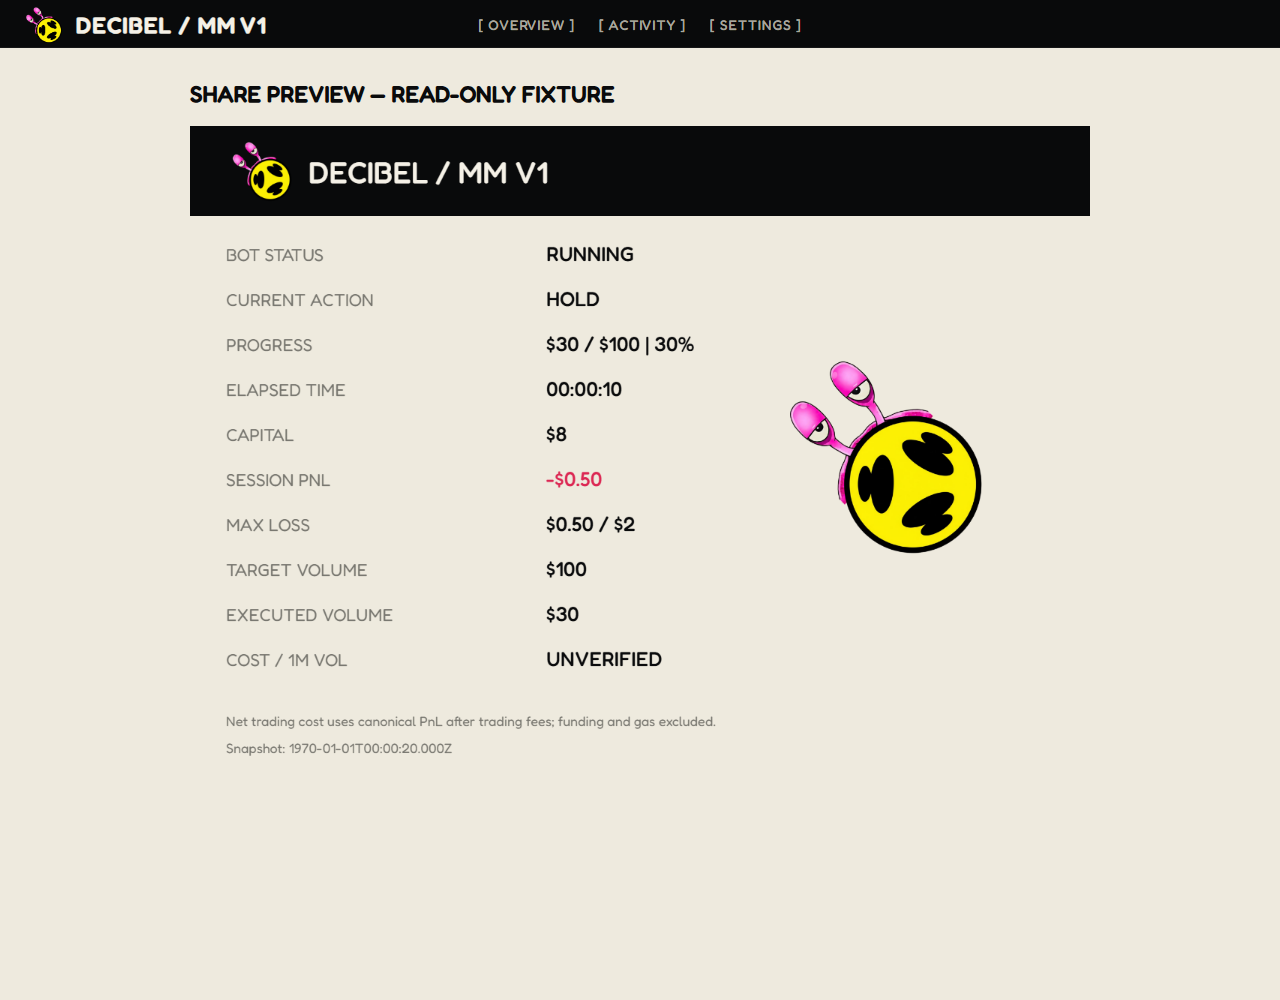 DECIBEL / MM V1
[ OVERVIEW ] [ ACTIVITY ] [ SETTINGS ]
SHARE PREVIEW — READ-ONLY FIXTURE
DECIBEL / MM V1
BOT STATUS RUNNING
CURRENT ACTION HOLD
PROGRESS $30 / $100 | 30%
ELAPSED TIME 00:00:10
CAPITAL $8
SESSION PNL -$0.50
MAX LOSS $0.50 / $2
TARGET VOLUME $100
EXECUTED VOLUME $30
COST / 1M VOL UNVERIFIED
Net trading cost uses canonical PnL after trading fees; funding and gas excluded.
Snapshot: 1970-01-01T00:00:20.000Z